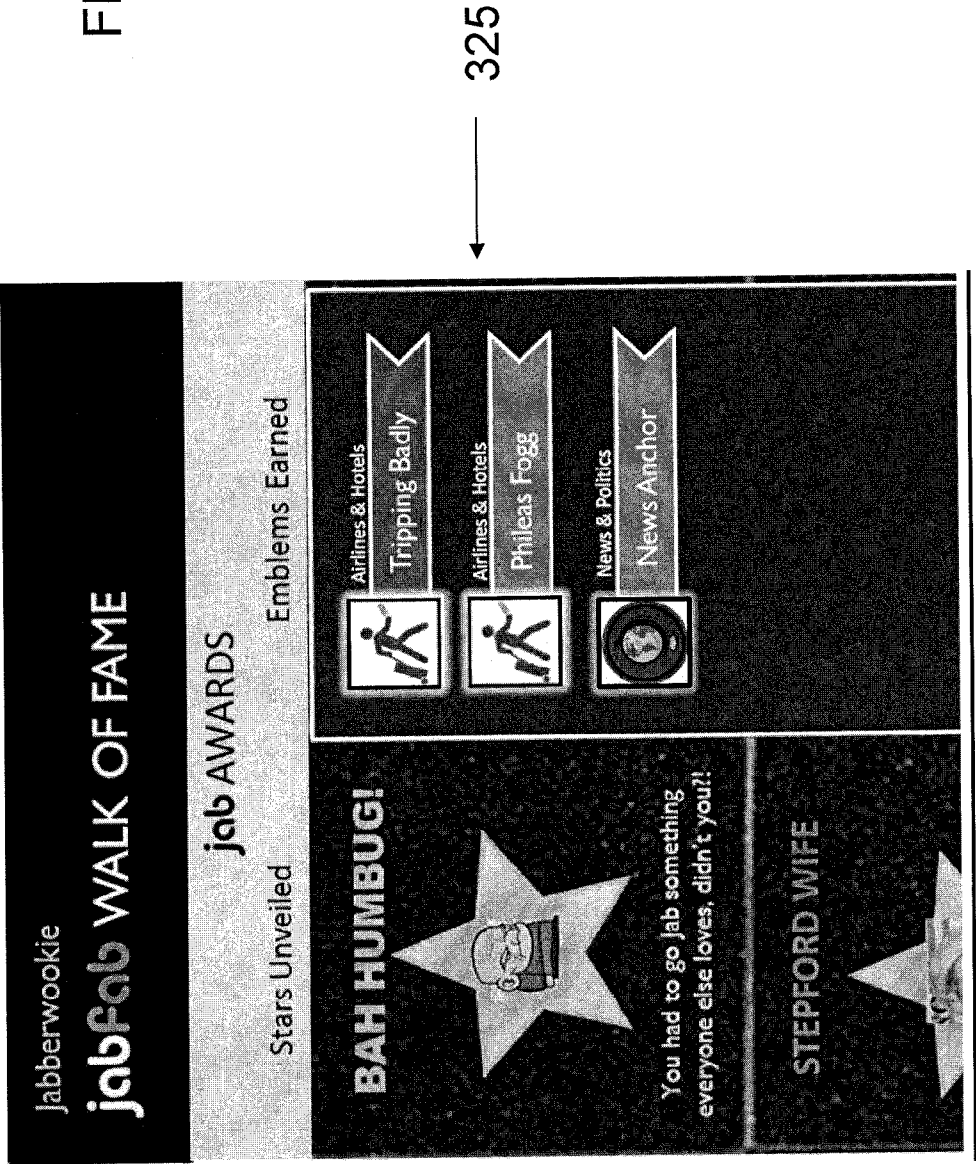 Jabberwookie
jabfab WALK OF FAME
jab AWARDS
Stars Unveiled
Emblems Earned
BAH HUMBUG!
You had to go Jab something
everyone else loves, didn't you?!
STEPFORD WIFE
Airlines & Hotels
Tripping Badly
Airlines & Hotels
Phileas Fogg
News & Politics
News Anchor
325